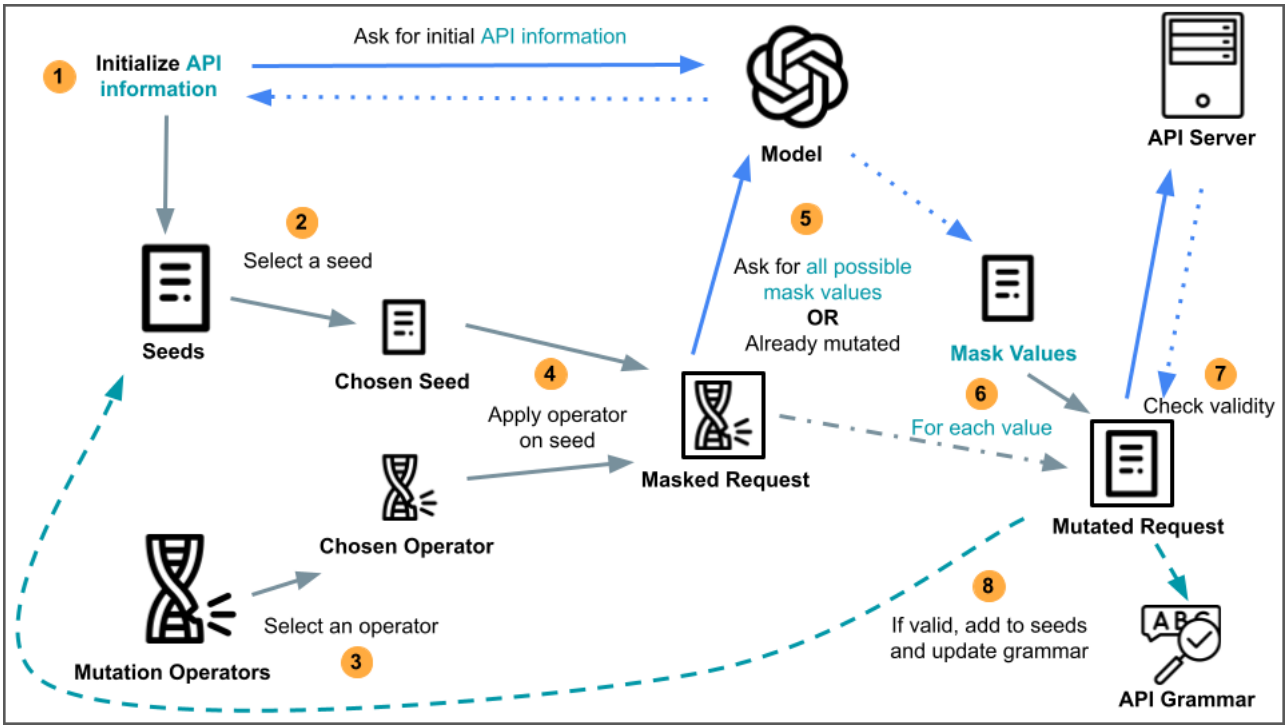 Ask for initial API information
1
Initialize API
information
Model
API Server
2
Select a seed
5
Ask for all possible
mask values
OR
Already mutated
Seeds
Chosen Seed
Mask Values
4
Apply operator
on seed
6
For each value
7
Check validity
Masked Request
Chosen Operator
Mutated Request
Select an operator
3
Mutation Operators
8
If valid, add to seeds
and update grammar
ABC
API Grammar